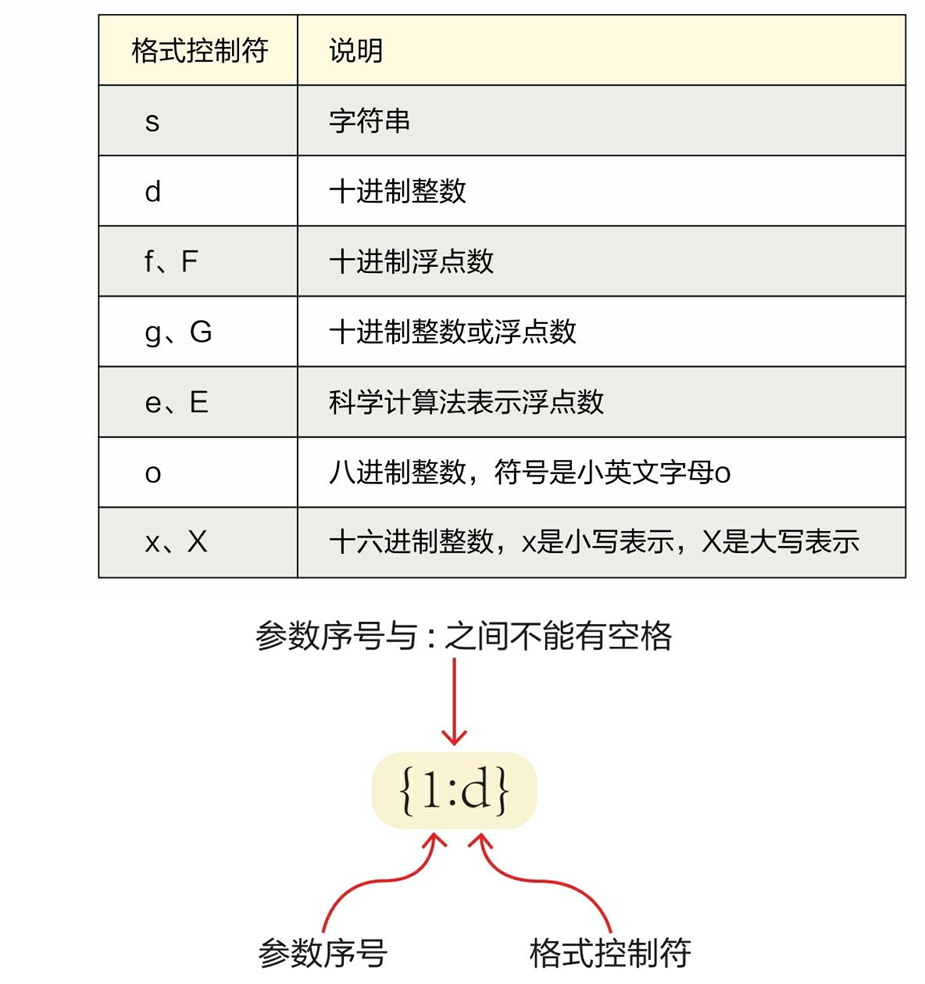 格式控制符 说明
s 字符串
d 十进制整数
f、F 十进制浮点数
g、G 十进制整数或浮点数
e、E 科学计算法表示浮点数
o 八进制整数，符号是小英文字母o
x、X 十六进制整数，x是小写表示，X是大写表示
参数序号与 : 之间不能有空格
{1:d}
参数序号 格式控制符